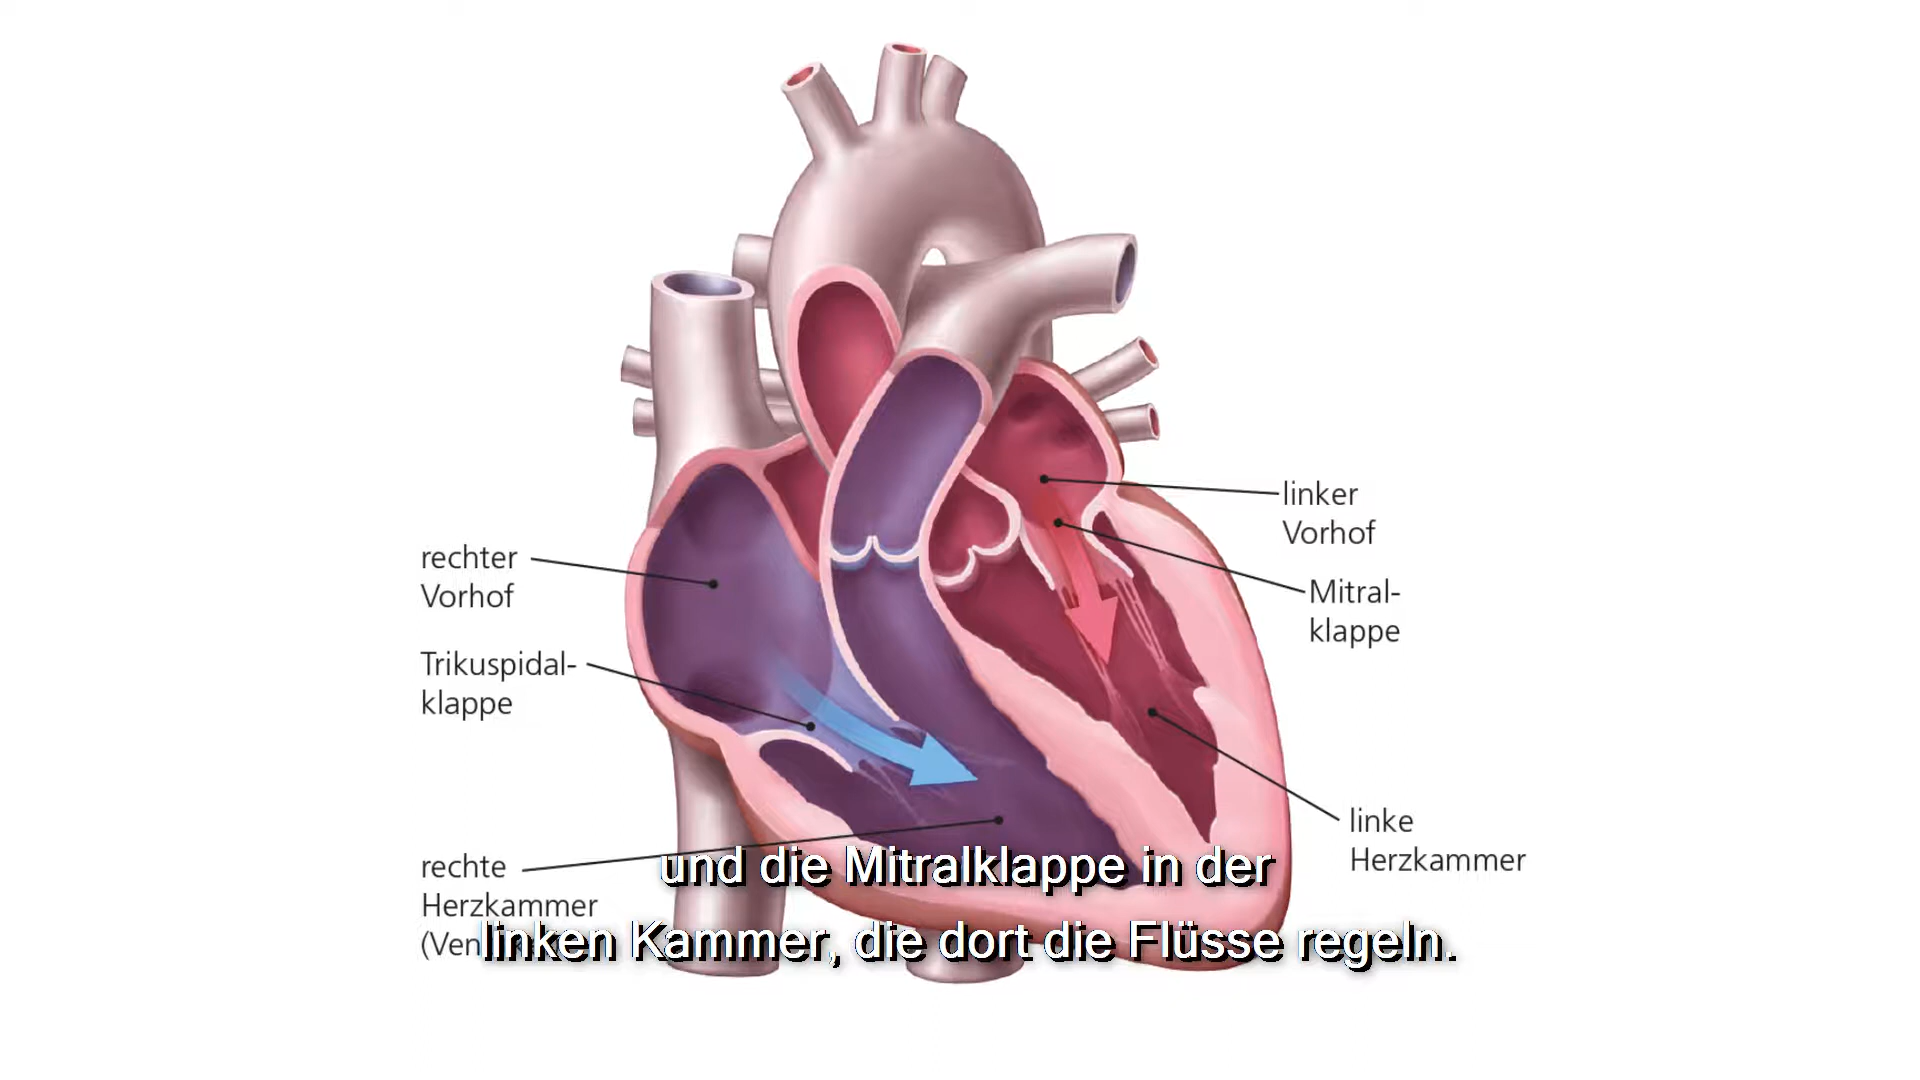 linker
Vorhof
rechter
Vorhof
Mitral-
klappe
Trikuspidal-
klappe
linke
Herzkammer
rechte
Herzkammer
und die Mitralklappe in der
linken Kammer, die dort die Flüsse regeln.